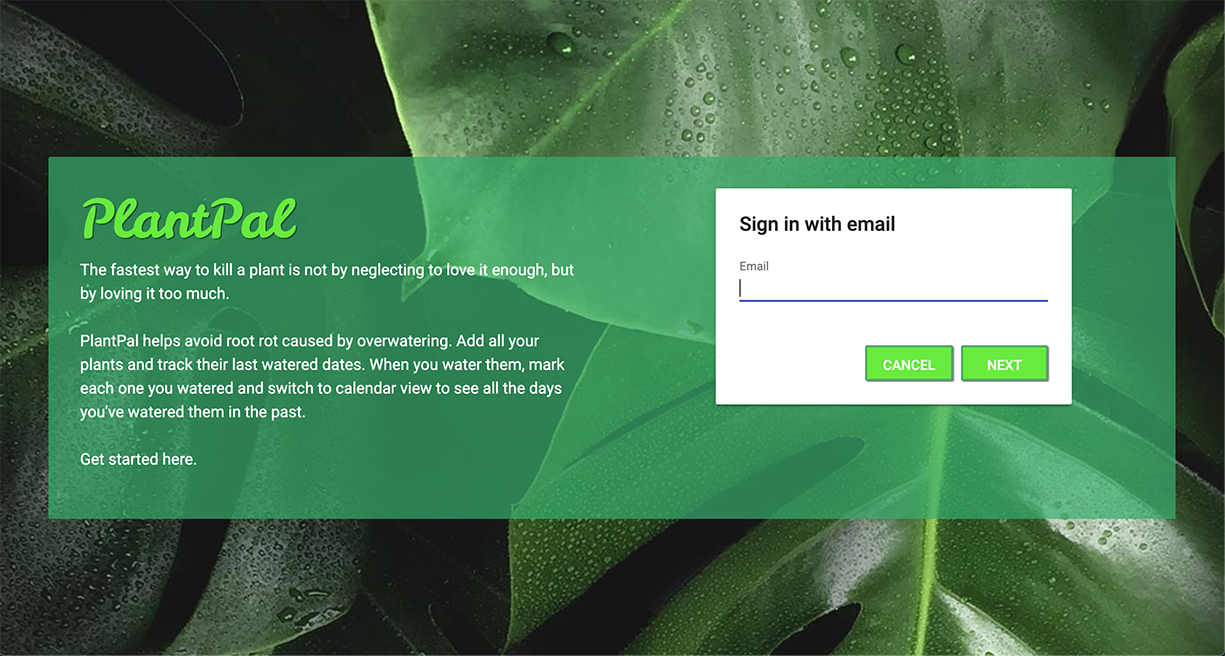 PlantPal
The fastest way to kill a plant is not by neglecting to love it enough, but
by loving it too much.
PlantPal helps avoid root rot caused by overwatering. Add all your
plants and track their last watered dates. When you water them, mark
each one you watered and switch to calendar view to see all the days
you've watered them in the past.
Get started here.
Sign in with email
Email
CANCEL NEXT